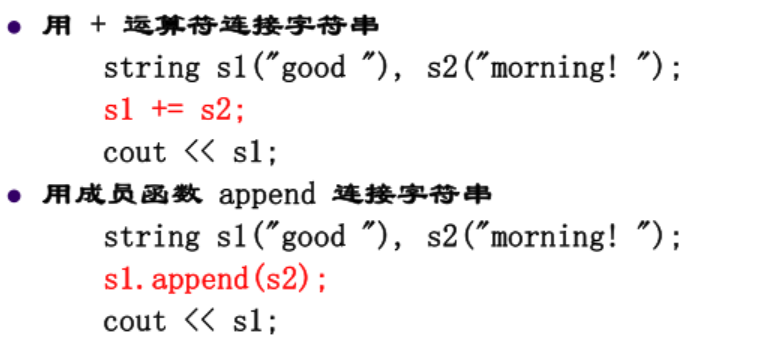 ● 用 + 运算符连接字符串
string s1("good "), s2("morning! ");
s1 += s2;
cout << s1;
● 用成员函数 append 连接字符串
string s1("good "), s2("morning! ");
s1.append(s2);
cout << s1;